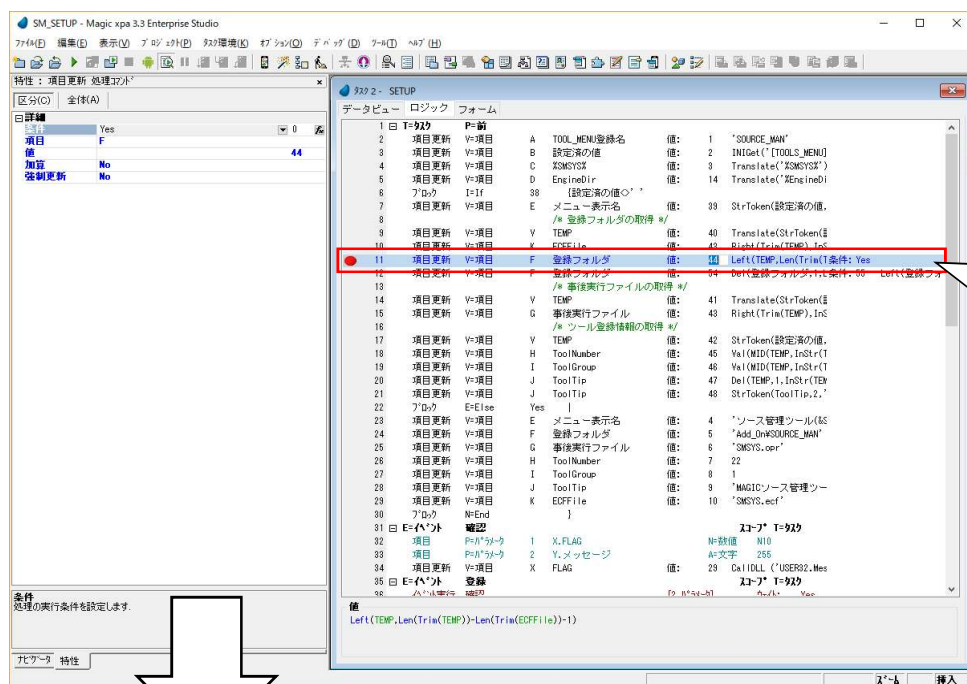 SM_SETUP - Magic xpa 3.3 Enterprise Studio
ファイル(F) 編集(E) 表示(V) プロジェクト(P) タスク環境(K) オプション(O) デバッグ(D) ツール(T) ヘルプ(H)
特性 : 項目更新 処理コマンド
区分(C) 全体(A)
詳細
条件 Yes 0
項目 F
値 44
加算 No
強制更新 No
条件
処理の実行条件を設定します.
ナビゲータ 特性
タスク 2 - SETUP
データビュー ロジック フォーム
1 T=タスク P=前
2 項目更新 V=項目 A TOOL_MENU登録名 値: 1 'SOURCE_MAN'
3 項目更新 V=項目 B 設定済の値 値: 2 INIGet('[TOOLS_MENU]
4 項目更新 V=項目 C %SMSYS% 値: 3 Translate('%SMSYS%')
5 項目更新 V=項目 D EngineDir 値: 14 Translate('%EngineDi
6 ブロック I=If 38 {設定済の値<>' '
7 項目更新 V=項目 E メニュー表示名 値: 39 StrToken(設定済の値,
8 /* 登録フォルダの取得 */
9 項目更新 V=項目 V TEMP 値: 40 Translate(StrToken(
10 項目更新 V=項目 K ECFFile 値: 42 Right(Trim(TEMP),InS
11 項目更新 V=項目 F 登録フォルダ 値: 44 Left(TEMP,Len(Trim(T条件: Yes
12 項目更新 V=項目 F 登録フォルダ 値: 54 Del(登録フォルダ,1,L条件: 55 Left(登録フォ
13 /* 事後実行ファイルの取得 */
14 項目更新 V=項目 V TEMP 値: 41 Translate(StrToken(
15 項目更新 V=項目 G 事後実行ファイル 値: 43 Right(Trim(TEMP),InS
16 /* ツール登録情報の取得 */
17 項目更新 V=項目 V TEMP 値: 42 StrToken(設定済の値,
18 項目更新 V=項目 H ToolNumber 値: 45 Val(MID(TEMP,InStr(T
19 項目更新 V=項目 I ToolGroup 値: 46 Val(MID(TEMP,InStr(T
20 項目更新 V=項目 J ToolTip 値: 47 Del(TEMP,1,InStr(TEM
21 項目更新 V=項目 J ToolTip 値: 48 StrToken(ToolTip,2,'
22 ブロック E=Else Yes |
23 項目更新 V=項目 E メニュー表示名 値: 4 'ソース管理ツール(&S
24 項目更新 V=項目 F 登録フォルダ 値: 5 'Add_On¥SOURCE_MAN'
25 項目更新 V=項目 G 事後実行ファイル 値: 6 'SMSYS.opr'
26 項目更新 V=項目 H ToolNumber 値: 7 22
27 項目更新 V=項目 I ToolGroup 値: 8 1
28 項目更新 V=項目 J ToolTip 値: 9 'MAGICソース管理ツー
29 項目更新 V=項目 K ECFFile 値: 10 'SMSYS.ecf'
30 ブロック N=End }
31 E=イベント 確認 スコープ T=タスク
32 項目 P=パラメータ 1 X.FLAG N=数値 N10
33 項目 P=パラメータ 2 Y.メッセージ A=文字 255
34 項目更新 V=項目 X FLAG 値: 29 CallDLL ('USER32.Mes
35 E=イベント 登録 スコープ T=タスク
36 イベント実行 確認 [2 パラメータ] ウェイト: Yes
値
Left(TEMP,Len(Trim(TEMP))-Len(Trim(ECFFile))-1)
ズーム 挿入